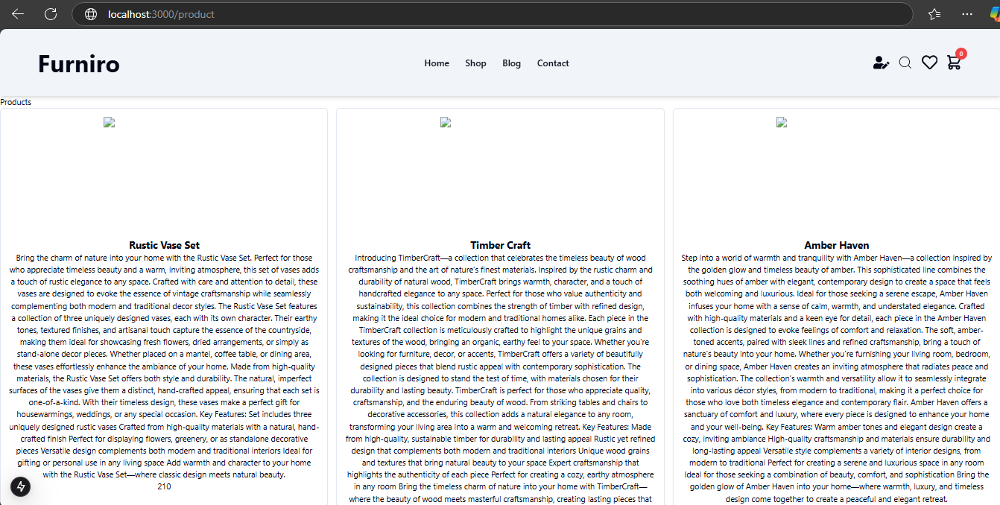 localhost:3000/product
Furniro
Home Shop Blog Contact
0
Products
Rustic Vase Set
Bring the charm of nature into your home with the Rustic Vase Set. Perfect for those
who appreciate timeless beauty and a warm, inviting atmosphere, this set of vases adds
a touch of rustic elegance to any space. Crafted with care and attention to detail, these
vases are designed to evoke the essence of vintage craftsmanship while seamlessly
complementing both modern and traditional decor styles. The Rustic Vase Set features
a collection of three uniquely designed vases, each with its own character. Their earthy
tones, textured finishes, and artisanal touch capture the essence of the countryside,
making them ideal for showcasing fresh flowers, dried arrangements, or simply as
stand-alone decor pieces. Whether placed on a mantel, coffee table, or dining area,
these vases effortlessly enhance the ambiance of your home. Made from high-quality
materials, the Rustic Vase Set offers both style and durability. The natural, imperfect
surfaces of the vases give them a distinct, hand-crafted appeal, ensuring that each set is
one-of-a-kind. With their timeless design, these vases make a perfect gift for
housewarmings, weddings, or any special occasion. Key Features: Set includes three
uniquely designed rustic vases Crafted from high-quality materials with a natural, hand-
crafted finish Perfect for displaying flowers, greenery, or as standalone decorative
pieces Versatile design complements both modern and traditional interiors Ideal for
gifting or personal use in any living space Add warmth and character to your home
with the Rustic Vase Set—where classic design meets natural beauty.
210
Timber Craft
Introducing TimberCraft—a collection that celebrates the timeless beauty of wood
craftsmanship and the art of nature's finest materials. Inspired by the rustic charm and
durability of natural wood, TimberCraft brings warmth, character, and a touch of
handcrafted elegance to any space. Perfect for those who value authenticity and
sustainability, this collection combines the strength of timber with refined design,
making it the ideal choice for modern and traditional homes alike. Each piece in the
TimberCraft collection is meticulously crafted to highlight the unique grains and
textures of the wood, bringing an organic, earthy feel to your space. Whether you're
looking for furniture, decor, or accents, TimberCraft offers a variety of beautifully
designed pieces that blend rustic appeal with contemporary sophistication. The
collection is designed to stand the test of time, with materials chosen for their
durability and lasting beauty. TimberCraft is perfect for those who appreciate quality,
craftsmanship, and the enduring beauty of wood. From striking tables and chairs to
decorative accessories, this collection adds a natural elegance to any room,
transforming your living area into a warm and welcoming retreat. Key Features: Made
from high-quality, sustainable timber for durability and lasting appeal Rustic yet refined
design that complements both modern and traditional interiors Unique wood grains
and textures that bring natural beauty to your space Expert craftsmanship that
highlights the authenticity of each piece Perfect for creating a cozy, earthy atmosphere
in any room Bring the timeless charm of nature into your home with TimberCraft—
where the beauty of wood meets masterful craftsmanship, creating lasting pieces that
Amber Haven
Step into a world of warmth and tranquility with Amber Haven—a collection inspired by
the golden glow and timeless beauty of amber. This sophisticated line combines the
soothing hues of amber with elegant, contemporary design to create a space that feels
both welcoming and luxurious. Ideal for those seeking a serene escape, Amber Haven
infuses your home with a sense of calm, warmth, and understated elegance. Crafted
with high-quality materials and a keen eye for detail, each piece in the Amber Haven
collection is designed to evoke feelings of comfort and relaxation. The soft, amber-
toned accents, paired with sleek lines and refined craftsmanship, bring a touch of
nature's beauty into your home. Whether you're furnishing your living room, bedroom,
or dining space, Amber Haven creates an inviting atmosphere that radiates peace and
sophistication. The collection's warmth and versatility allow it to seamlessly integrate
into various décor styles, from modern to traditional, making it a perfect choice for
those who love both timeless elegance and contemporary flair. Amber Haven offers a
sanctuary of comfort and luxury, where every piece is designed to enhance your home
and your well-being. Key Features: Warm amber tones and elegant design create a
cozy, inviting ambiance High-quality craftsmanship and materials ensure durability and
long-lasting appeal Versatile style complements a variety of interior designs, from
modern to traditional Perfect for creating a serene and luxurious space in any room
Ideal for those seeking a combination of beauty, comfort, and sophistication Bring the
golden glow of Amber Haven into your home—where warmth, luxury, and timeless
design come together to create a peaceful and elegant retreat.